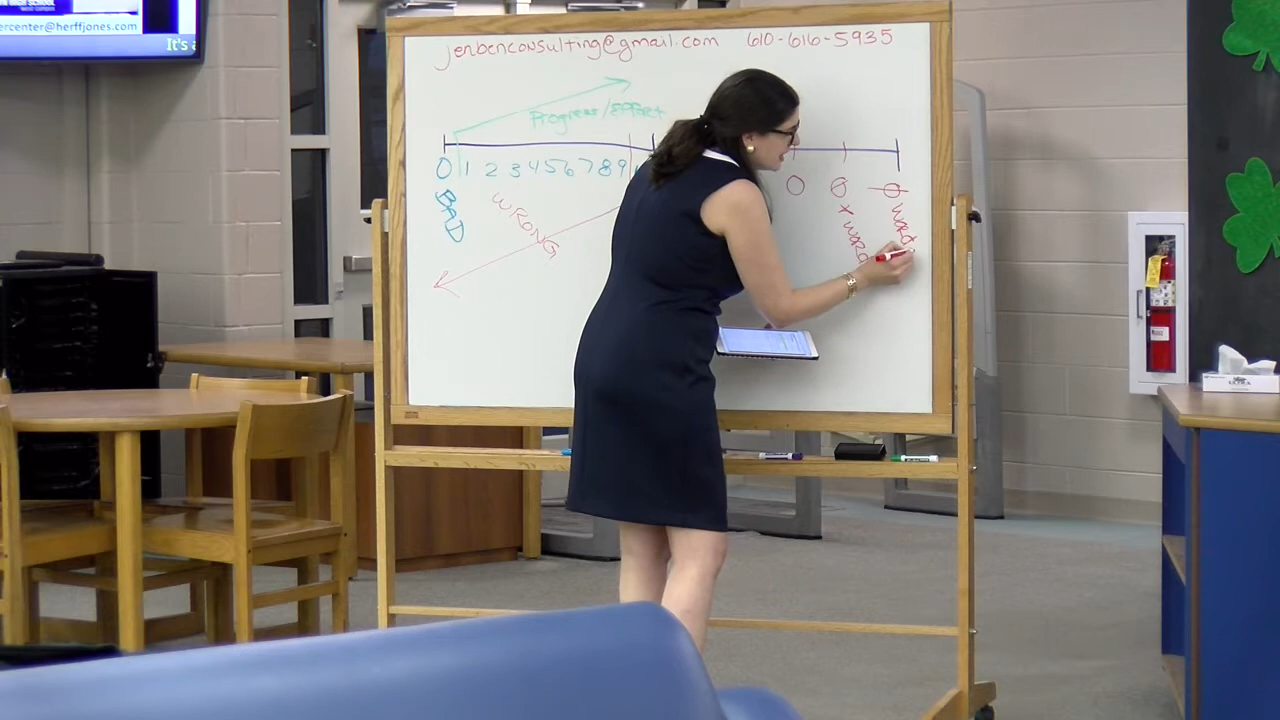 ercenter@herffjones.com
It's a
jenbenconsulting@gmail.com 610-616-5935
Progress/effort
0 1 2 3 4 5 6 7 8 9
BAD
WRONG
0